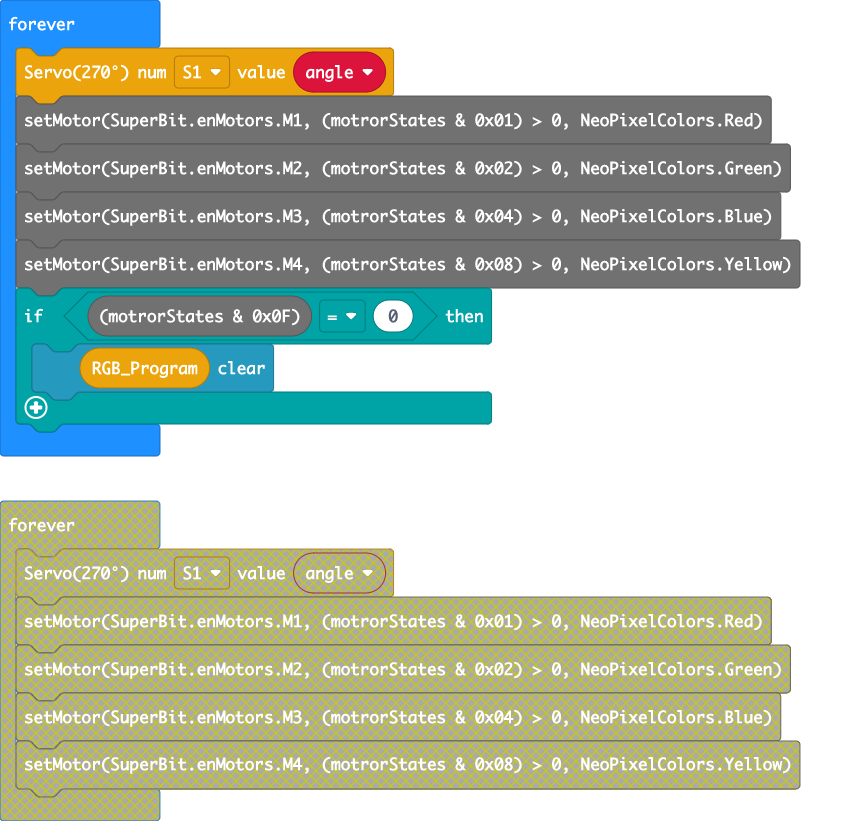 forever
Servo(270°) num S1 value angle
setMotor(SuperBit.enMotors.M1, (motrorStates & 0x01) > 0, NeoPixelColors.Red)
setMotor(SuperBit.enMotors.M2, (motrorStates & 0x02) > 0, NeoPixelColors.Green)
setMotor(SuperBit.enMotors.M3, (motrorStates & 0x04) > 0, NeoPixelColors.Blue)
setMotor(SuperBit.enMotors.M4, (motrorStates & 0x08) > 0, NeoPixelColors.Yellow)
if (motrorStates & 0x0F) = 0 then
RGB_Program clear
forever
Servo(270°) num S1 value angle
setMotor(SuperBit.enMotors.M1, (motrorStates & 0x01) > 0, NeoPixelColors.Red)
setMotor(SuperBit.enMotors.M2, (motrorStates & 0x02) > 0, NeoPixelColors.Green)
setMotor(SuperBit.enMotors.M3, (motrorStates & 0x04) > 0, NeoPixelColors.Blue)
setMotor(SuperBit.enMotors.M4, (motrorStates & 0x08) > 0, NeoPixelColors.Yellow)